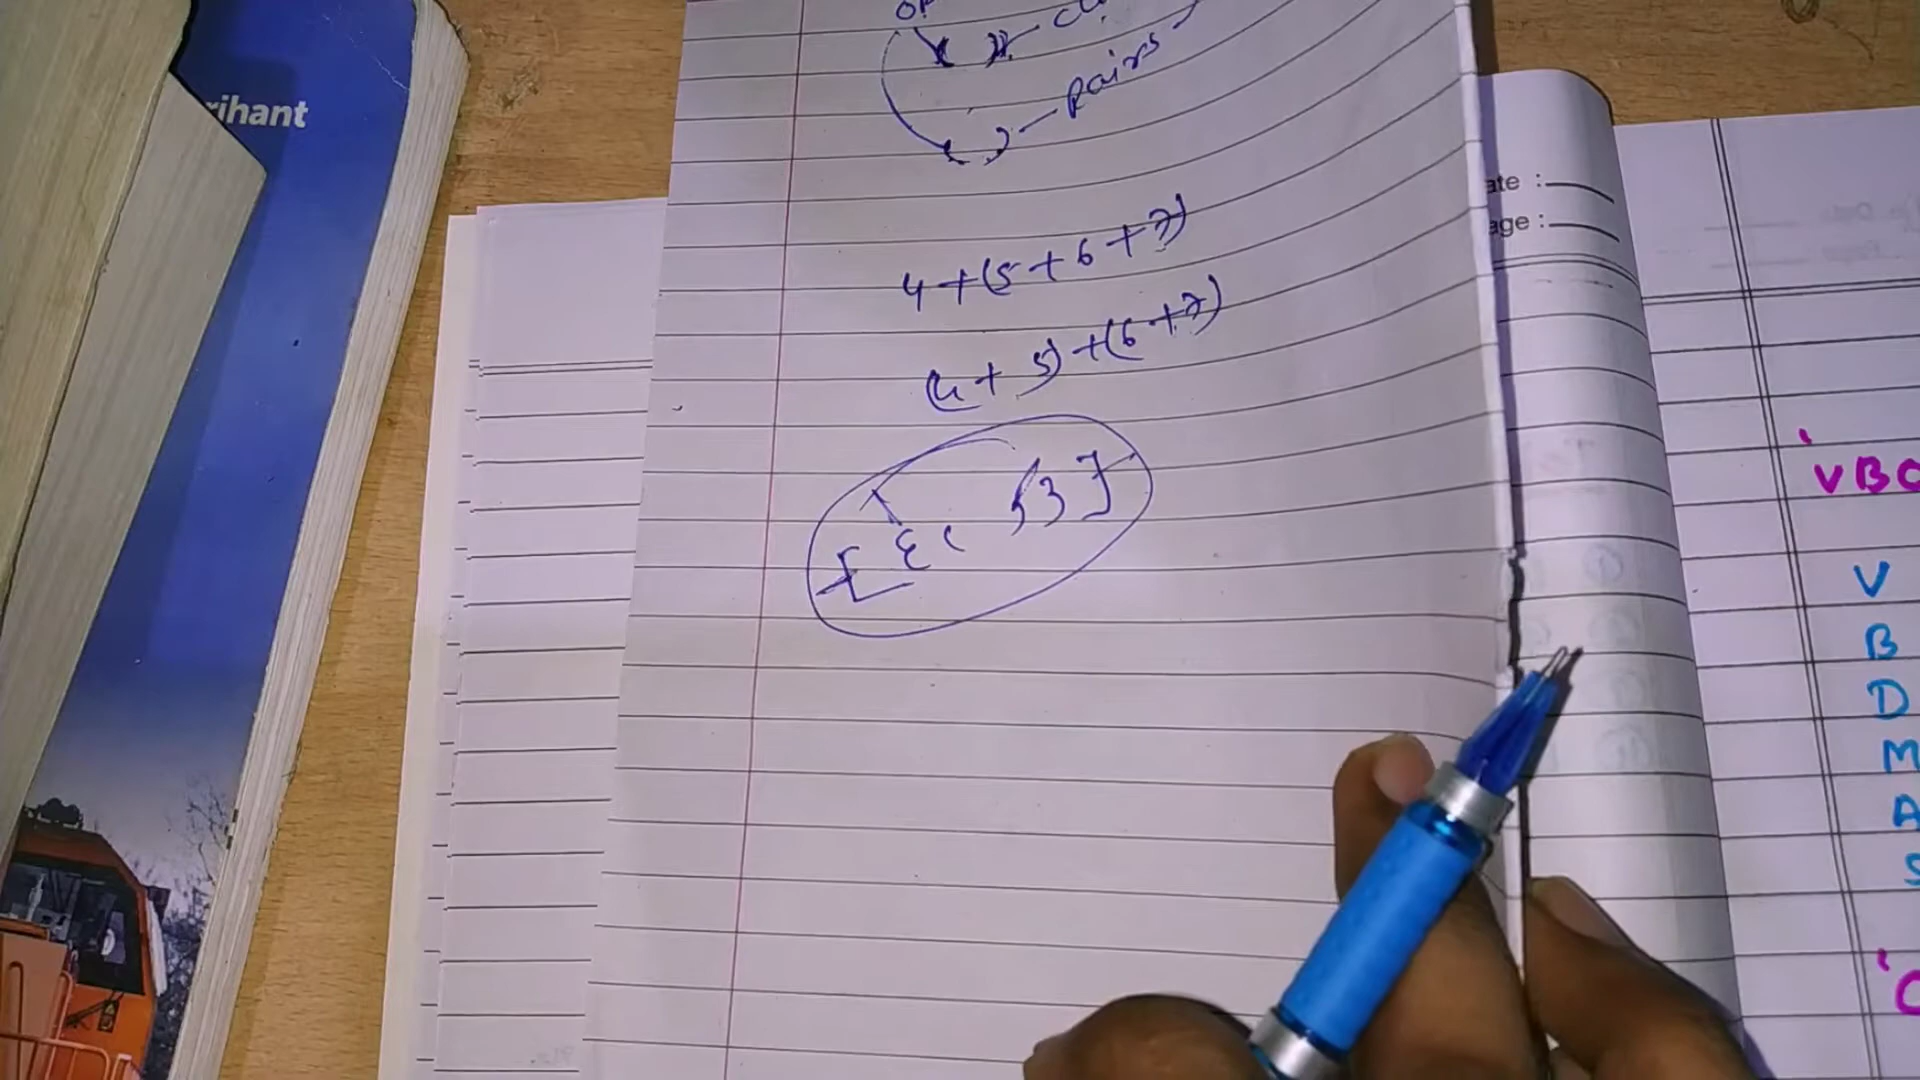 rihant
pairs
4+(5+6+7)
(4+5)+(6+7)
[{( )}]
ate :
age :
VBO
V
B
D
M
A
S